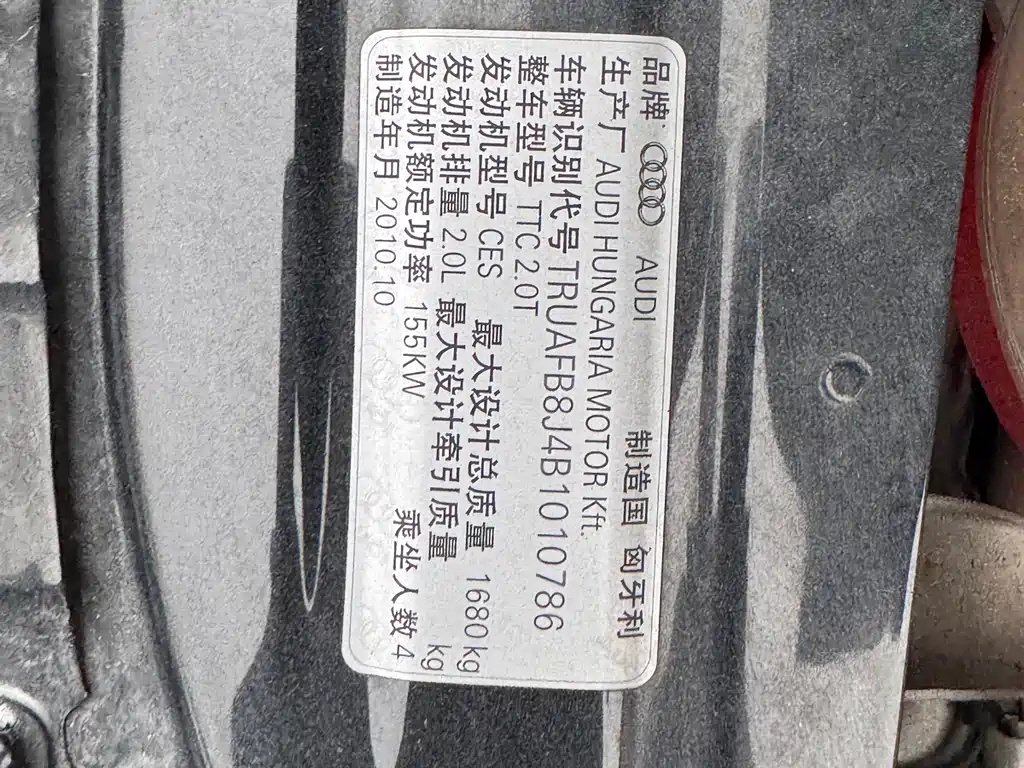 品牌: AUDI 制造国 匈牙利
生产厂 AUDI HUNGARIA MOTOR Kft.
车辆识别代号 TRUAFB8J4B1010786
整车型号 TTC 2.0T
发动机型号 CES 最大设计总质量 1680kg
发动机排量 2.0L 最大设计牵引质量 kg
发动机额定功率 155KW 乘坐人数 4
制造年月 2010.10